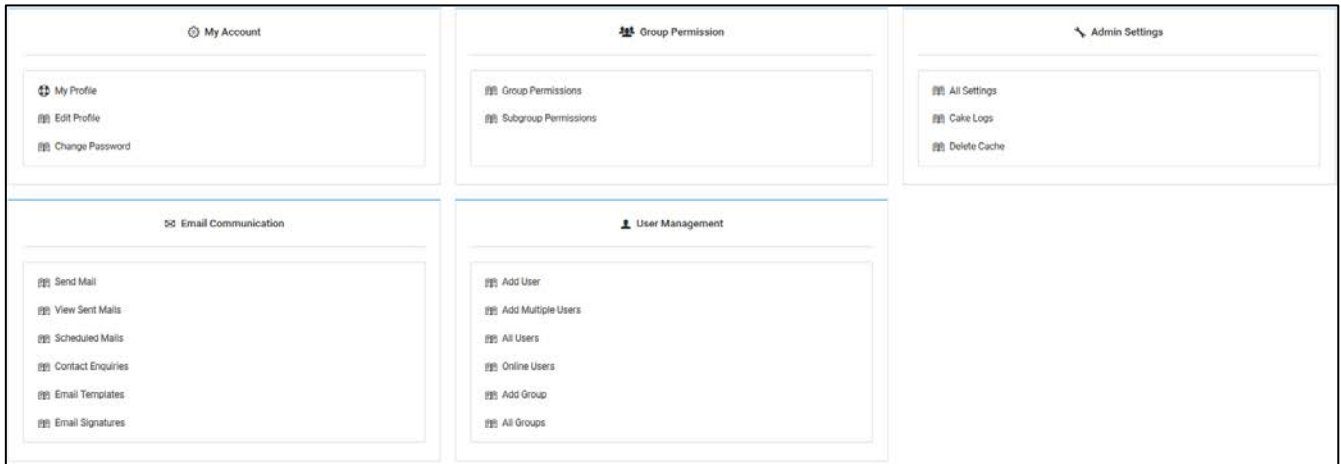 My Account
My Profile
Edit Profile
Change Password
Group Permission
Group Permissions
Subgroup Permissions
Admin Settings
All Settings
Cake Logs
Delete Cache
Email Communication
Send Mail
View Sent Mails
Scheduled Mails
Contact Enquiries
Email Templates
Email Signatures
User Management
Add User
Add Multiple Users
All Users
Online Users
Add Group
All Groups